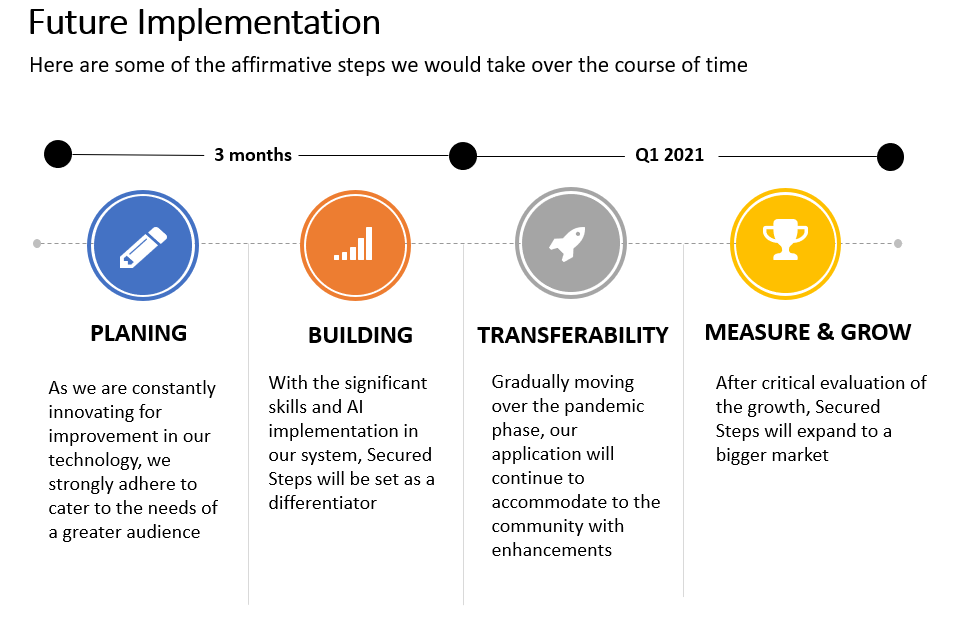 Future Implementation
Here are some of the affirmative steps we would take over the course of time
3 months
Q1 2021
PLANING
As we are constantly
innovating for
improvement in our
technology, we
strongly adhere to
cater to the needs of
a greater audience
BUILDING
With the significant
skills and AI
implementation in
our system, Secured
Steps will be set as a
differentiator
TRANSFERABILITY
Gradually moving
over the pandemic
phase, our
application will
continue to
accommodate to the
community with
enhancements
MEASURE & GROW
After critical evaluation of
the growth, Secured
Steps will expand to a
bigger market